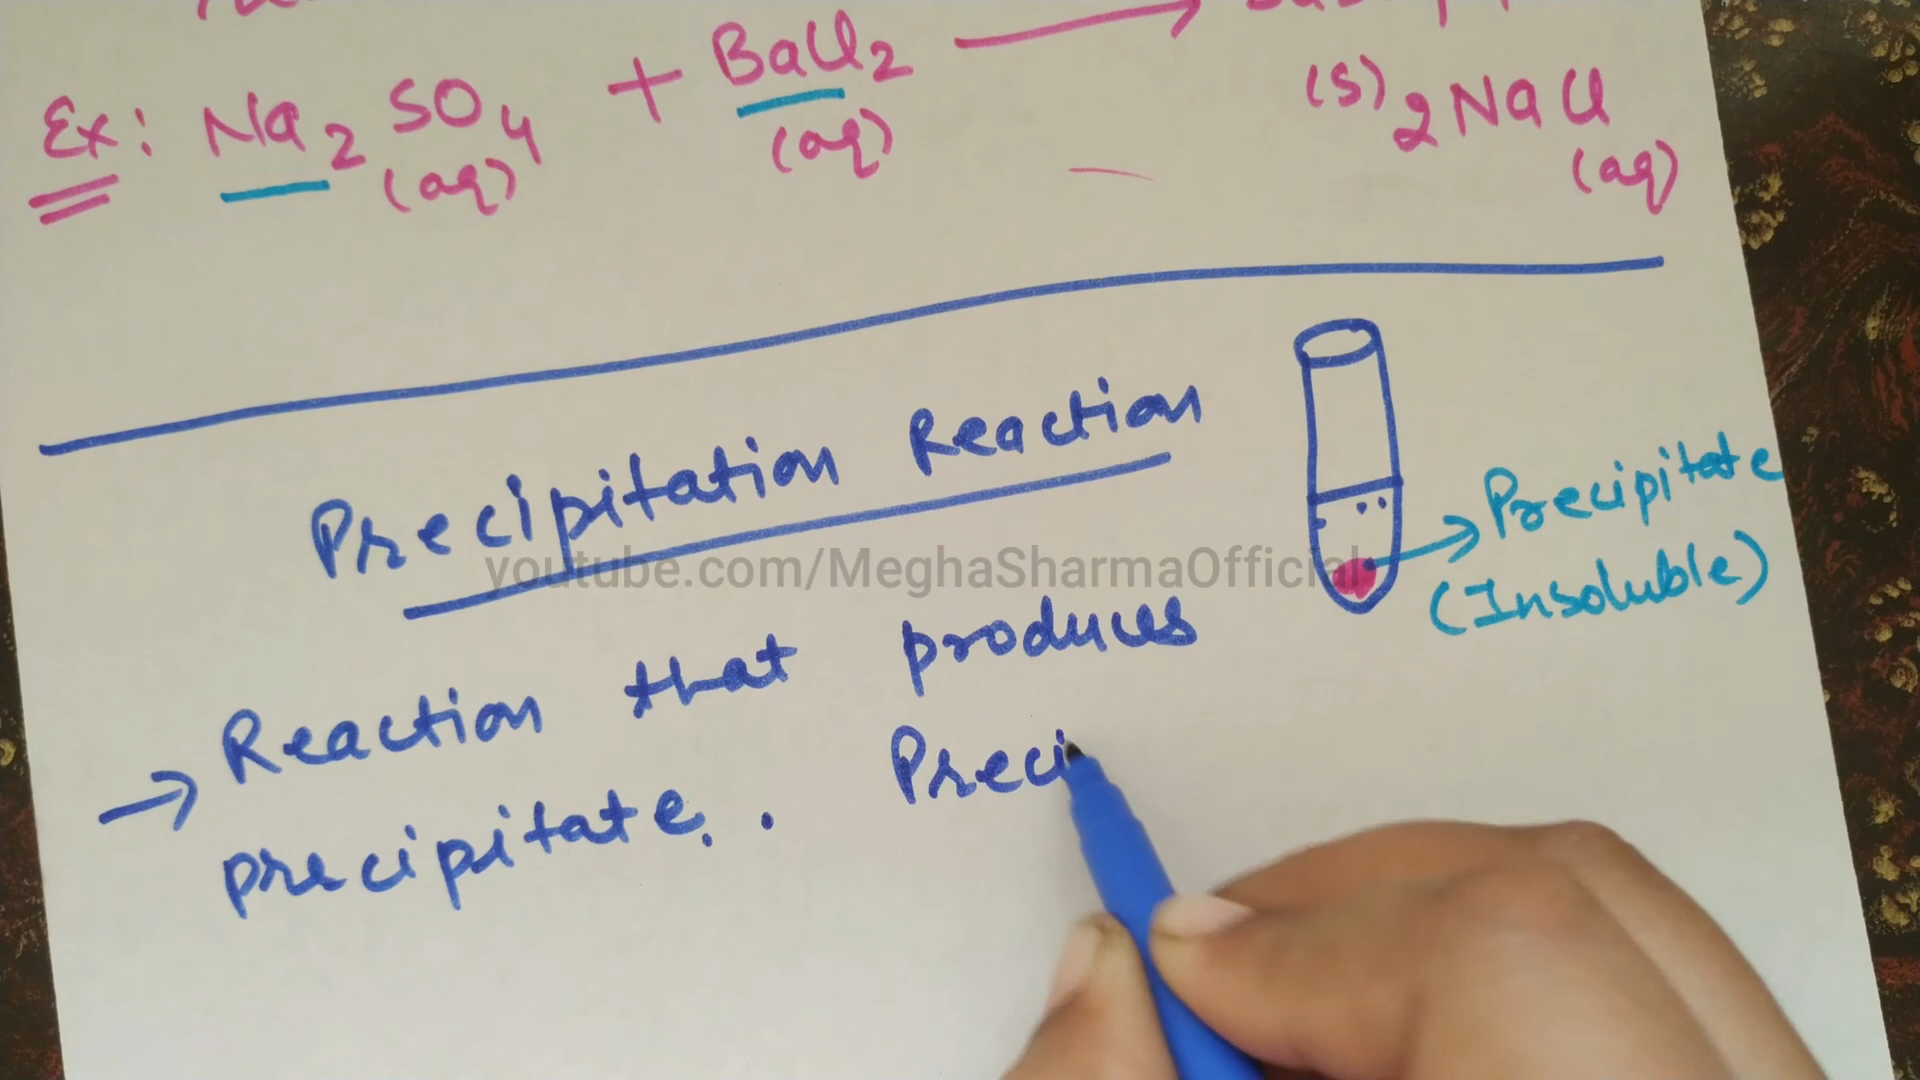 Ex: Na2SO4 + BaCl2 →
(aq) (aq) (s) 2NaCl
(aq)
Precipitation Reaction
Precipitate
(Insoluble)
youtube.com/MeghaSharmaOfficial
→ Reaction that produces
precipitate. . Preci